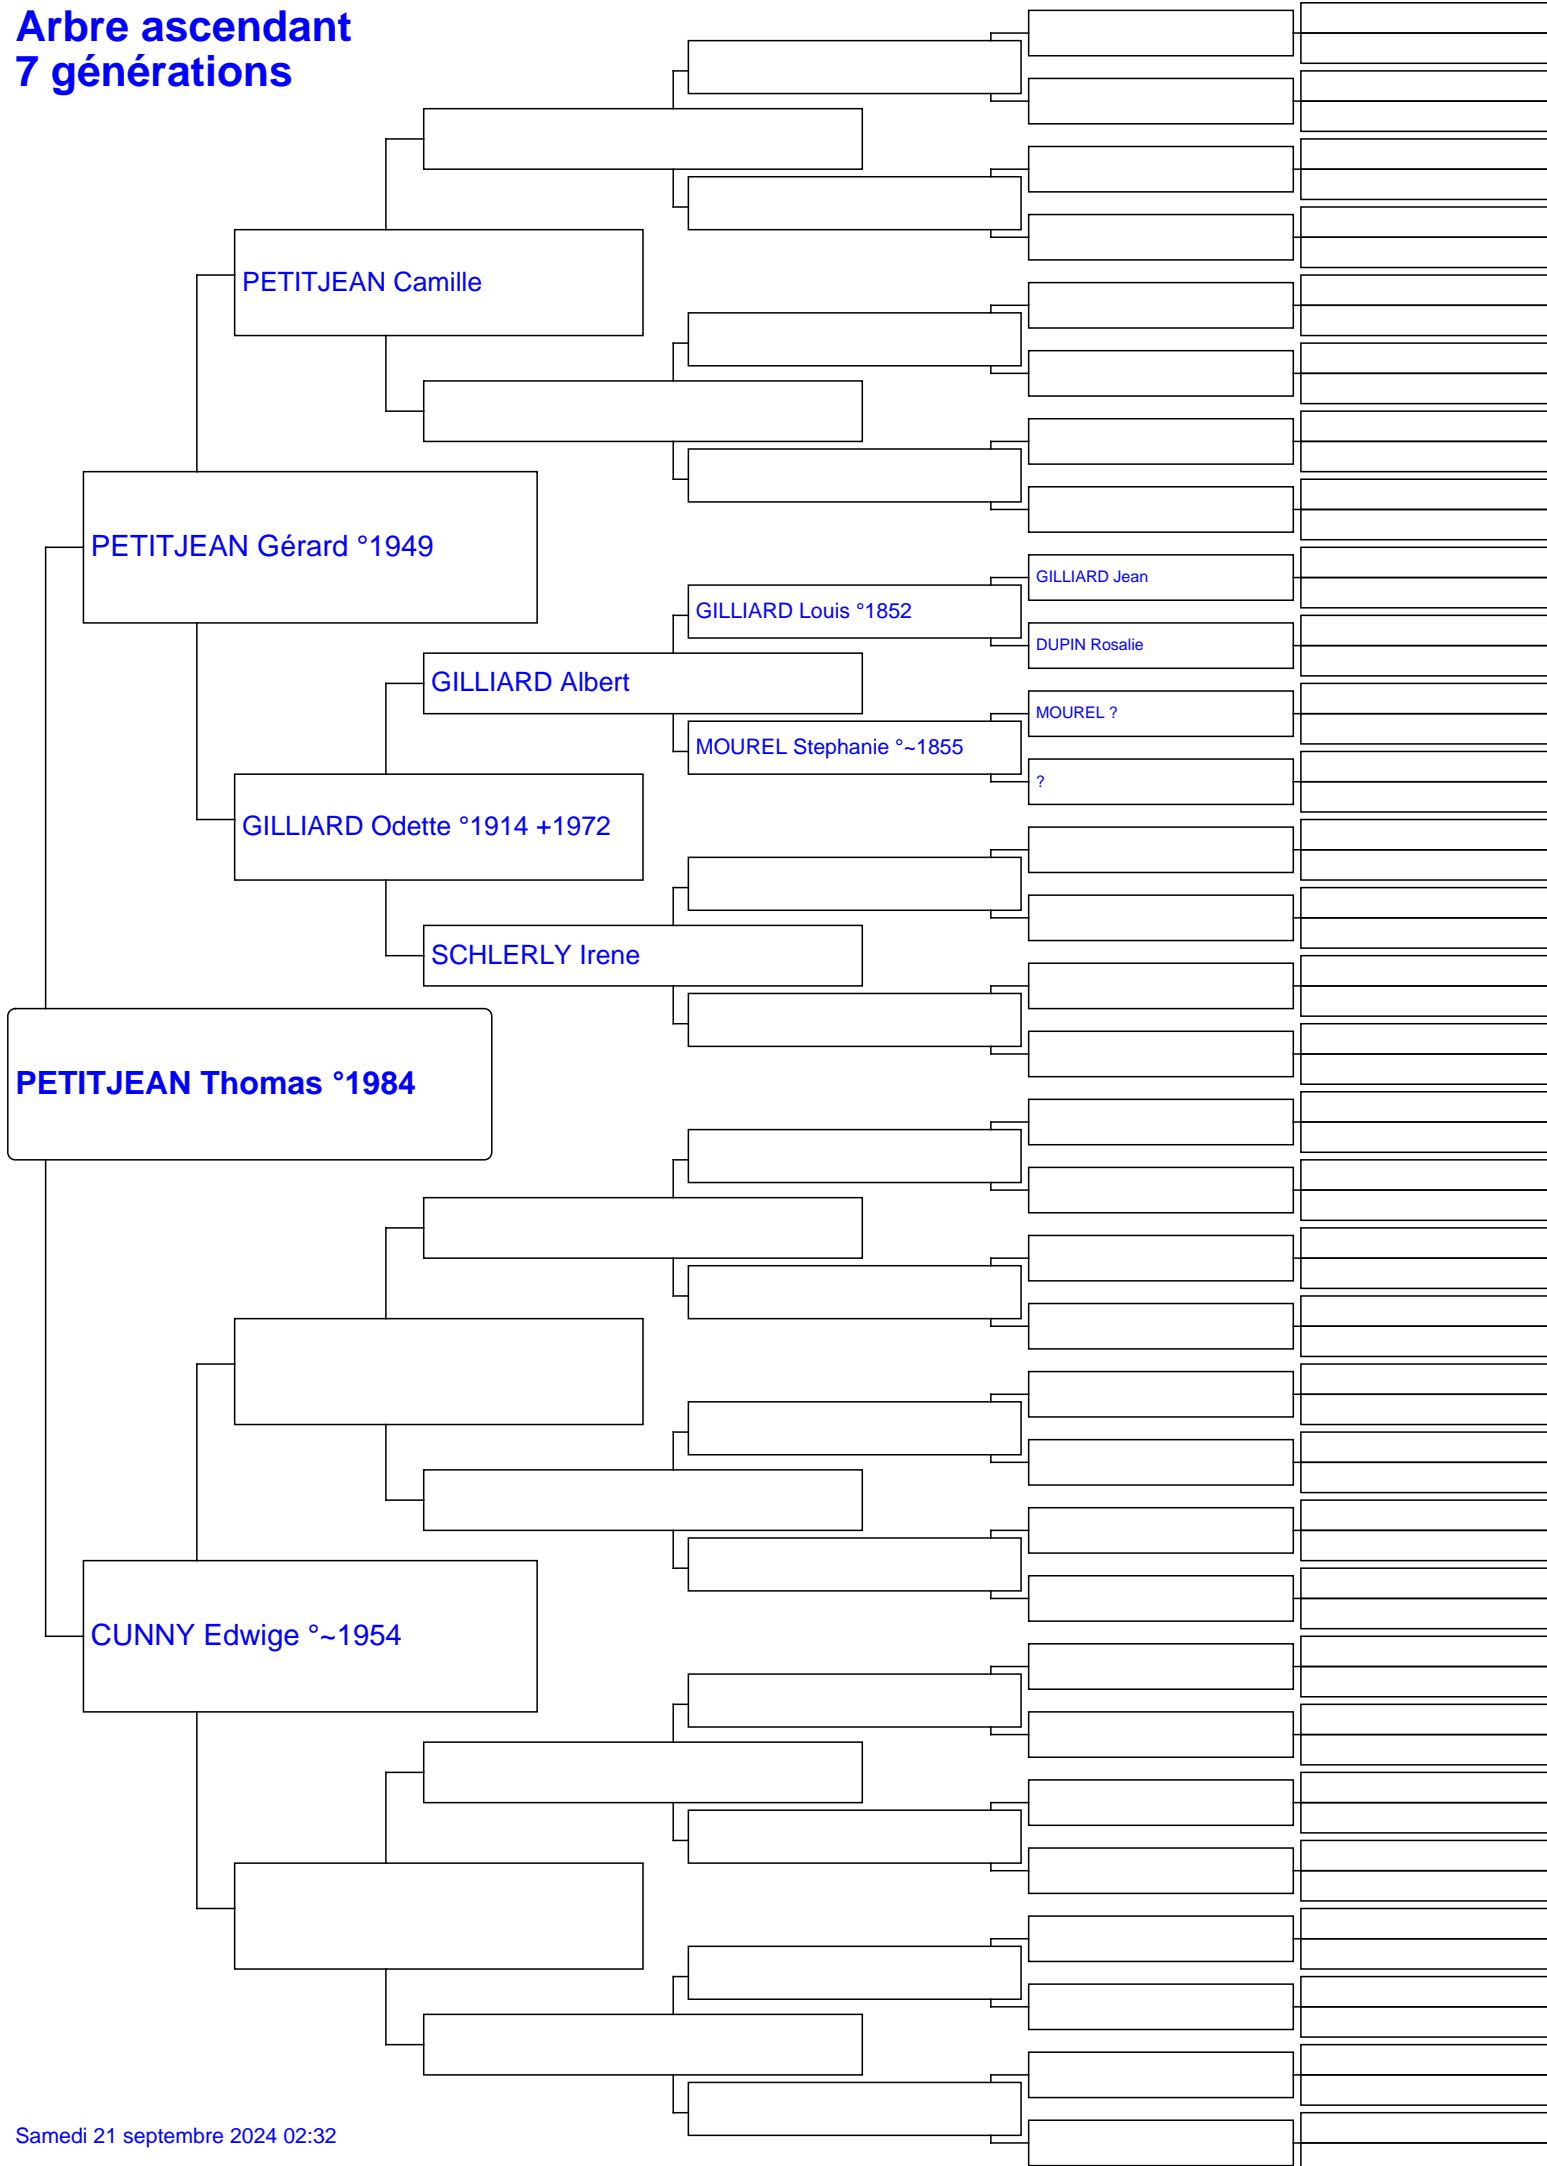 Arbre ascendant
7 générations
PETITJEAN Camille
PETITJEAN Gérard °1949
GILLIARD Jean
GILLIARD Louis °1852
DUPIN Rosalie
GILLIARD Albert
MOUREL ?
MOUREL Stephanie °~1855
?
GILLIARD Odette °1914 +1972
SCHLERLY Irene
PETITJEAN Thomas °1984
CUNNY Edwige °~1954
Samedi 21 septembre 2024 02:32